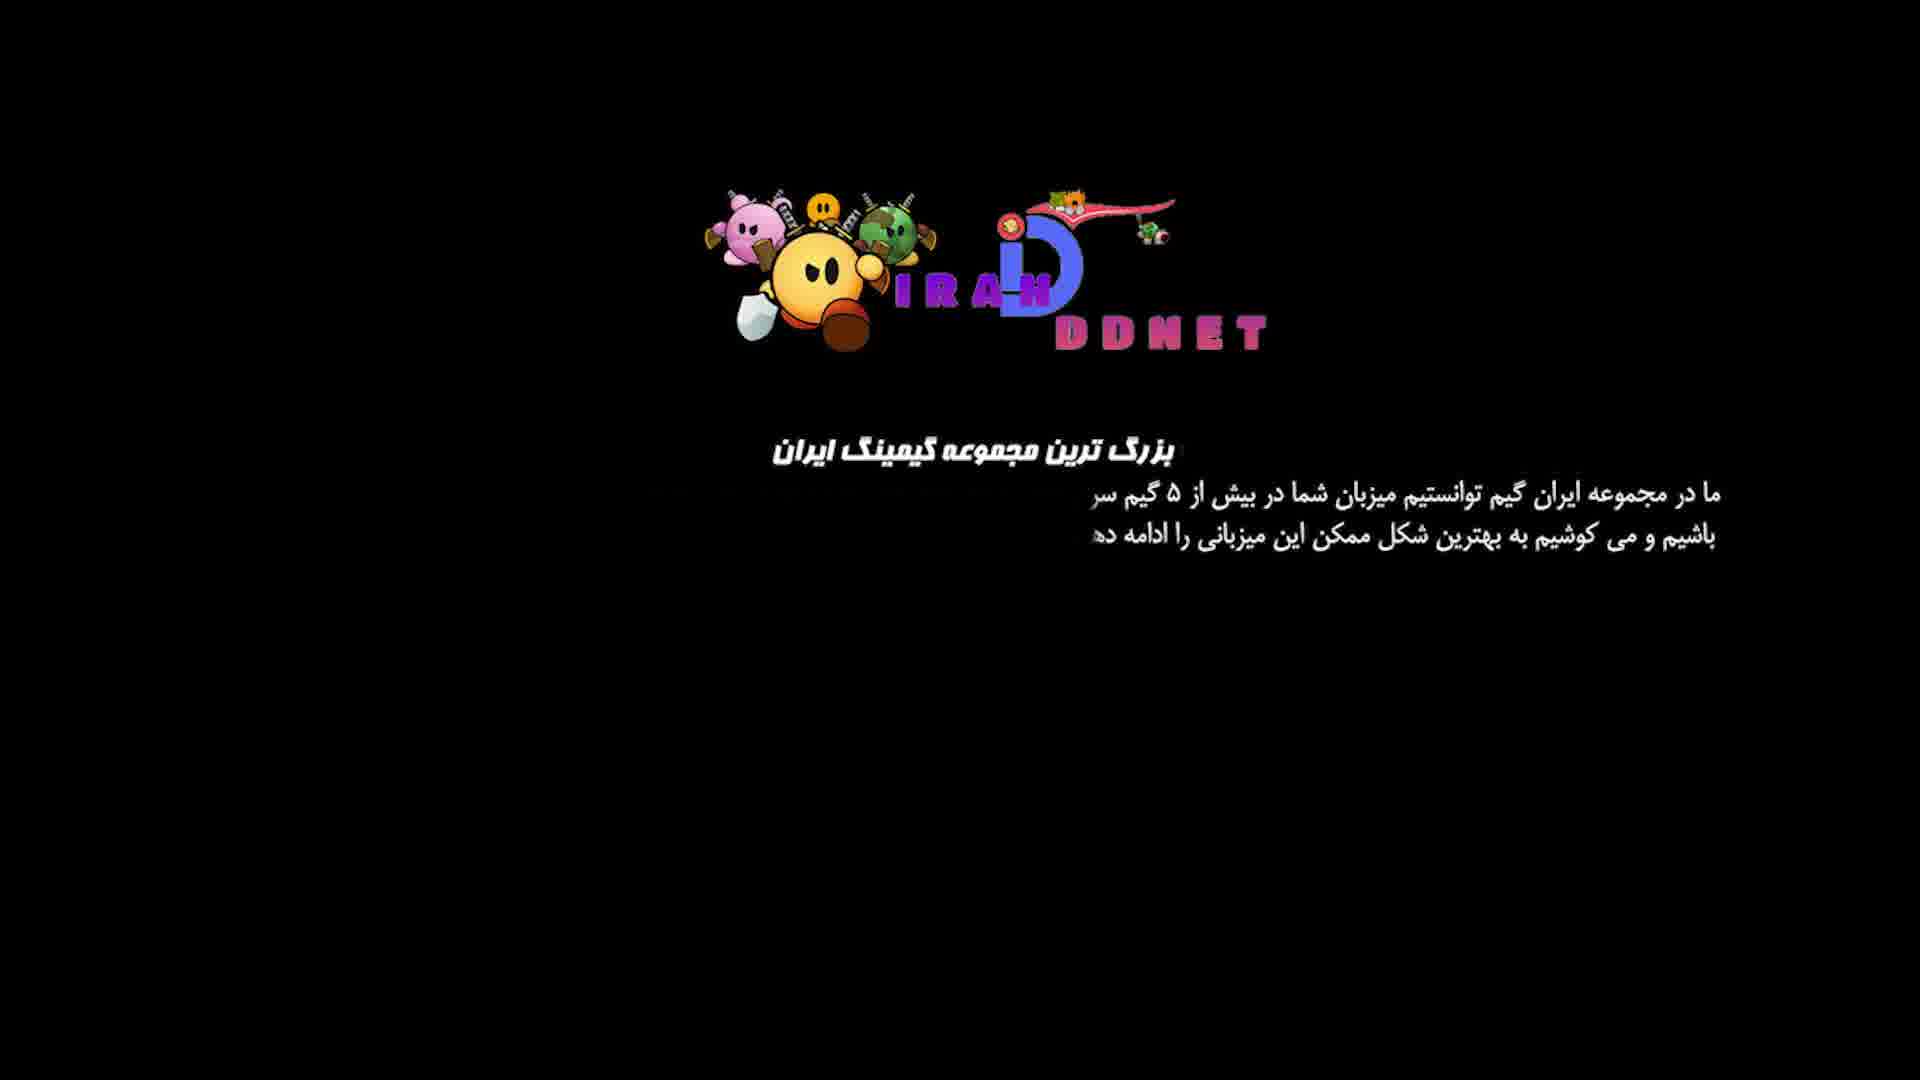 IRAN
DDNET
بزرگ ترین مجموعه گیمینگ ایران
ما در مجموعه ایران گیم توانستیم میزبان شما در بیش از ۵ گیم سر
باشیم و می کوشیم به بهترین شکل ممکن این میزبانی را ادامه ده